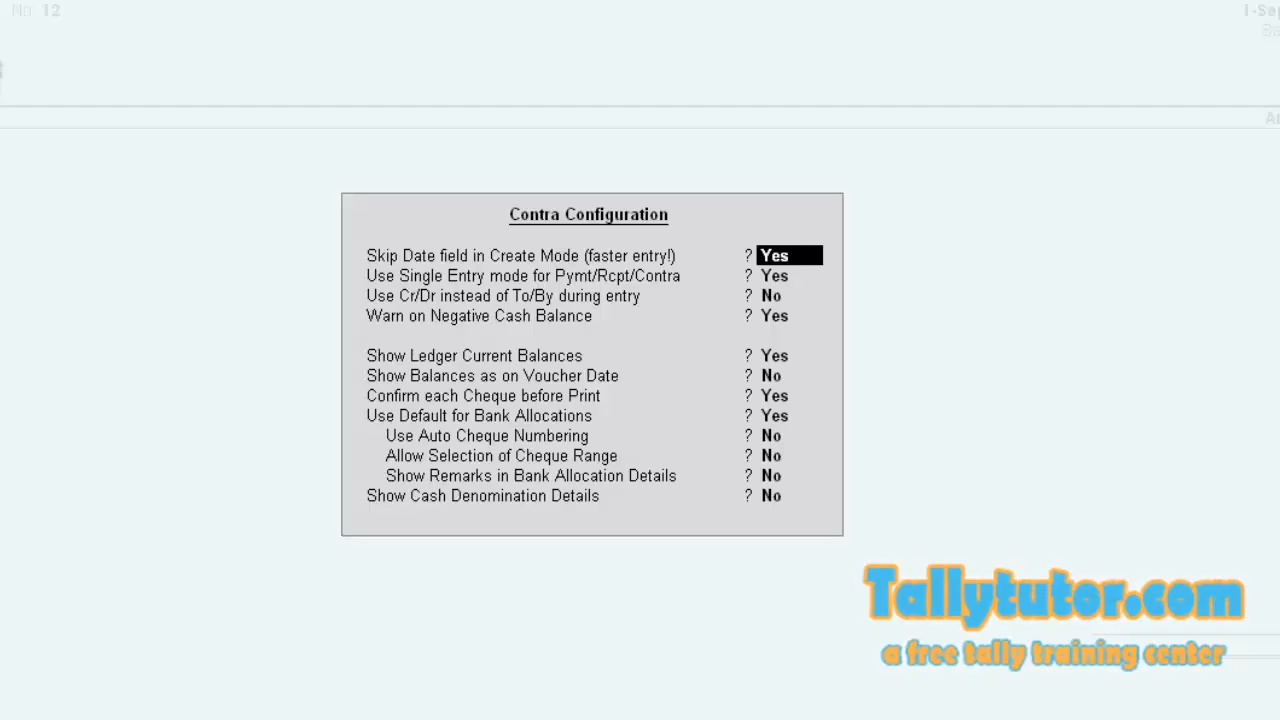 No. 12
Contra Configuration
Skip Date field in Create Mode (faster entry!) ? Yes
Use Single Entry mode for Pymt/Rcpt/Contra ? Yes
Use Cr/Dr instead of To/By during entry ? No
Warn on Negative Cash Balance ? Yes
Show Ledger Current Balances ? Yes
Show Balances as on Voucher Date ? No
Confirm each Cheque before Print ? Yes
Use Default for Bank Allocations ? Yes
Use Auto Cheque Numbering ? No
Allow Selection of Cheque Range ? No
Show Remarks in Bank Allocation Details ? No
Show Cash Denomination Details ? No
Tallytutor.com
a free tally training center